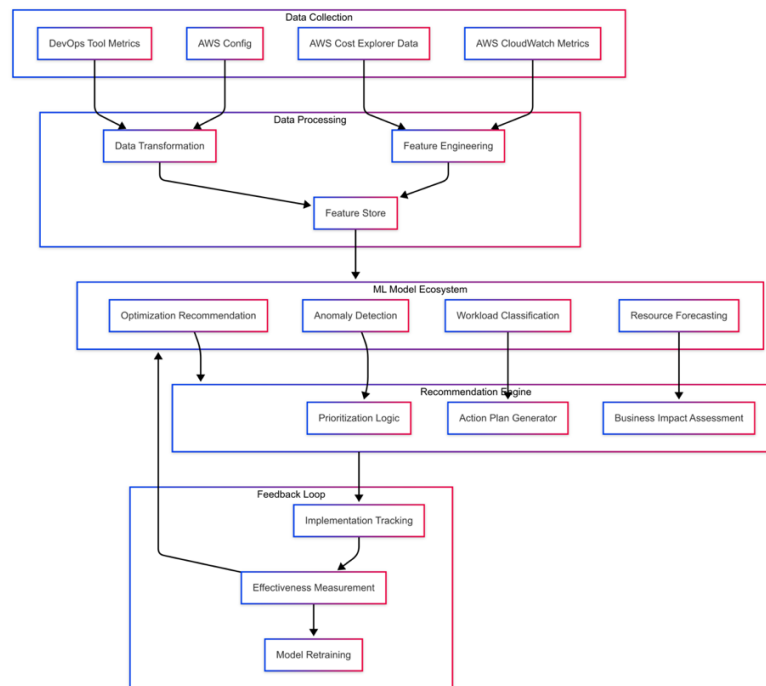 Data Collection
DevOps Tool Metrics
AWS Config
AWS Cost Explorer Data
AWS CloudWatch Metrics
Data Processing
Data Transformation
Feature Engineering
Feature Store
ML Model Ecosystem
Optimization Recommendation
Anomaly Detection
Workload Classification
Resource Forecasting
Recommendation Engine
Prioritization Logic
Action Plan Generator
Business Impact Assessment
Feedback Loop
Implementation Tracking
Effectiveness Measurement
Model Retraining